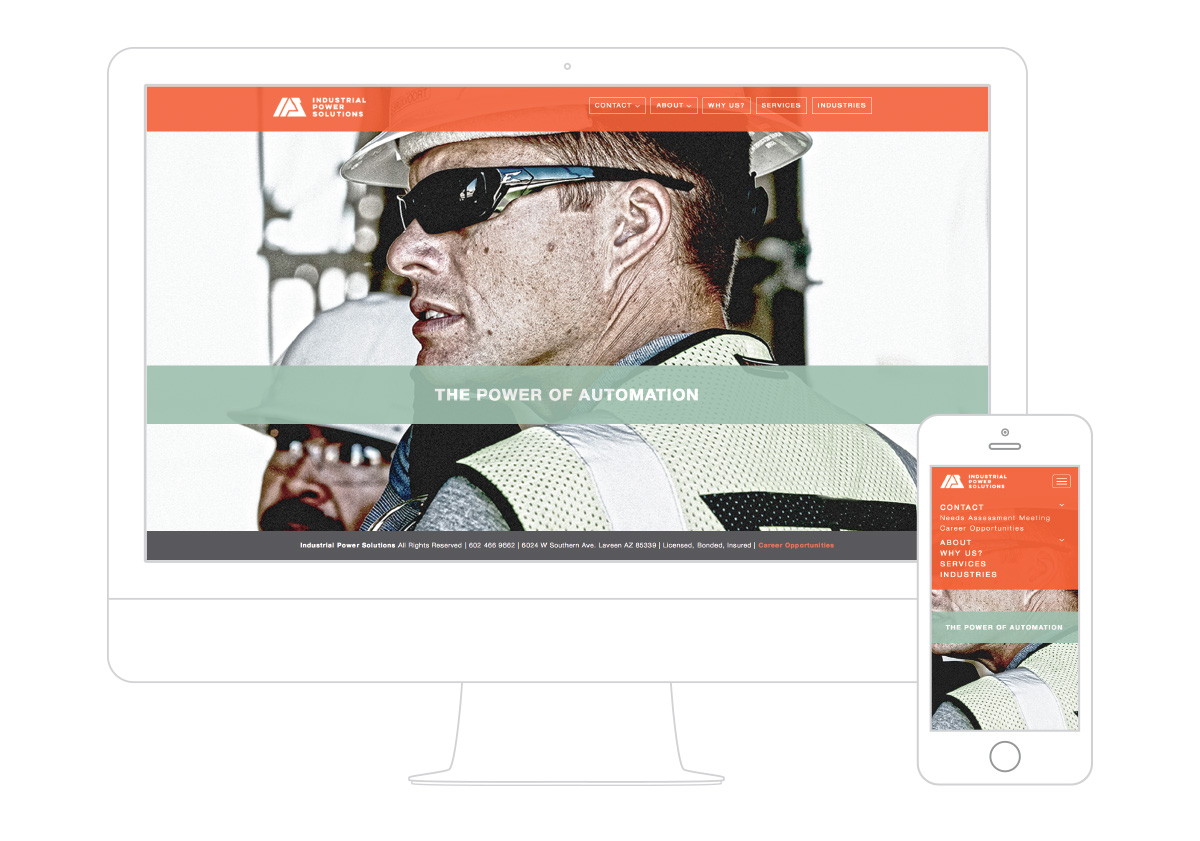 INDUSTRIAL
POWER
SOLUTIONS
CONTACT
ABOUT
WHY US?
SERVICES
INDUSTRIES
THE POWER OF AUTOMATION
Industrial Power Solutions All Rights Reserved | 602 466 9662 | 6024 W Southern Ave. Laveen AZ 85339 | Licensed, Bonded, Insured | Career Opportunities
INDUSTRIAL
POWER
SOLUTIONS
CONTACT
Needs Assessment Meeting
Career Opportunities
ABOUT
WHY US?
SERVICES
INDUSTRIES
THE POWER OF AUTOMATION